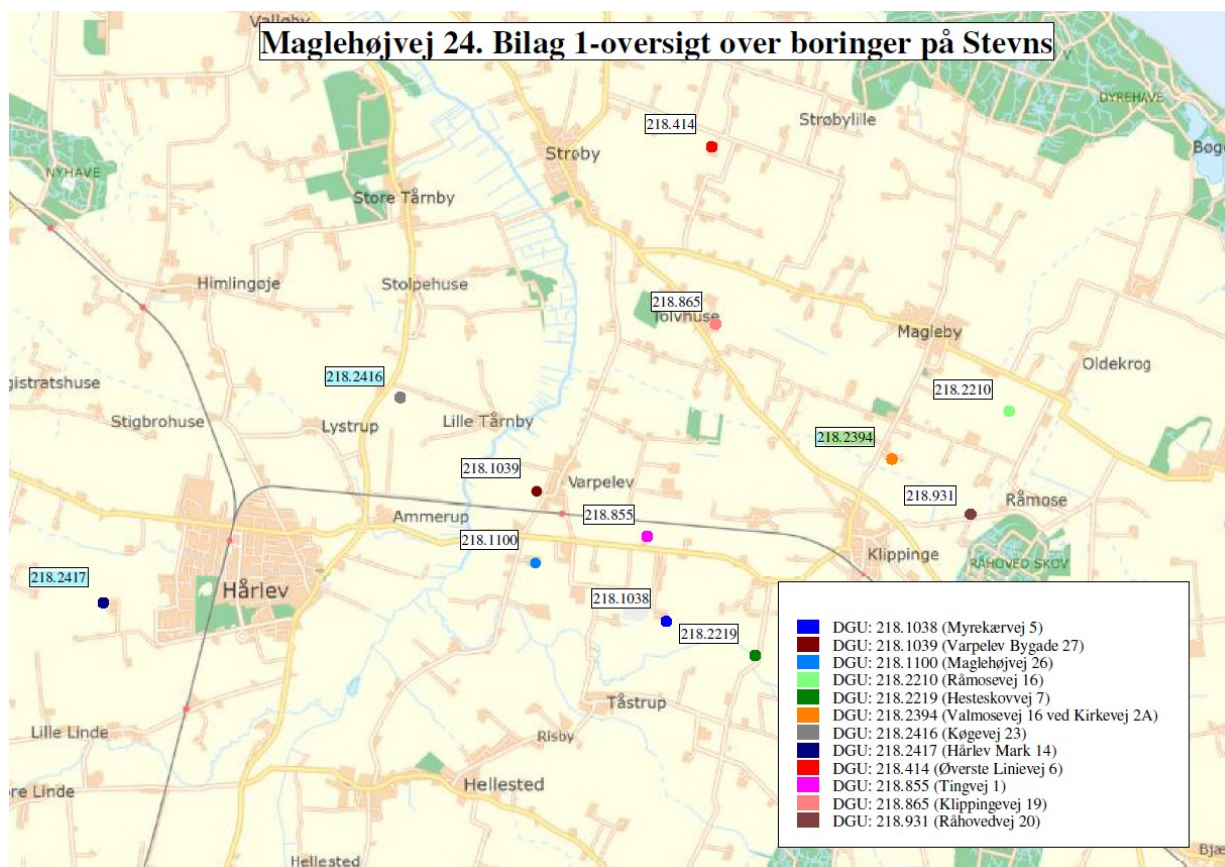 Valløby
Maglehøjvej 24. Bilag 1-oversigt over boringer på Stevns
DYREHAVE
218.414
Strøbylille
Strøby
NYHAVE
Store Tårnby
Himlingøje
Stolpehuse
218.865
Tolvhuse
Magleby
Oldekrog
218.2416
218.2210
Stigbrohuse
Lystrup
Lille Tårnby
218.2394
218.1039
Varpelev
218.931
Råmose
Ammerup
218.855
218.1100
Klippinge
RÅHOVED SKOV
218.2417
Hårlev
218.1038
218.2219
Tåstrup
Lille Linde
Risby
Hellested
Hellested
DGU: 218.1038 (Myrekærvej 5)
DGU: 218.1039 (Varpelev Bygade 27)
DGU: 218.1100 (Maglehøjvej 26)
DGU: 218.2210 (Råmosevej 16)
DGU: 218.2219 (Hesteskovvej 7)
DGU: 218.2394 (Valmosevej 16 ved Kirkevej 2A)
DGU: 218.2416 (Køgevej 23)
DGU: 218.2417 (Hårlev Mark 14)
DGU: 218.414 (Øverste Linievej 6)
DGU: 218.855 (Tingvej 1)
DGU: 218.865 (Klippingevej 19)
DGU: 218.931 (Råhovedvej 20)